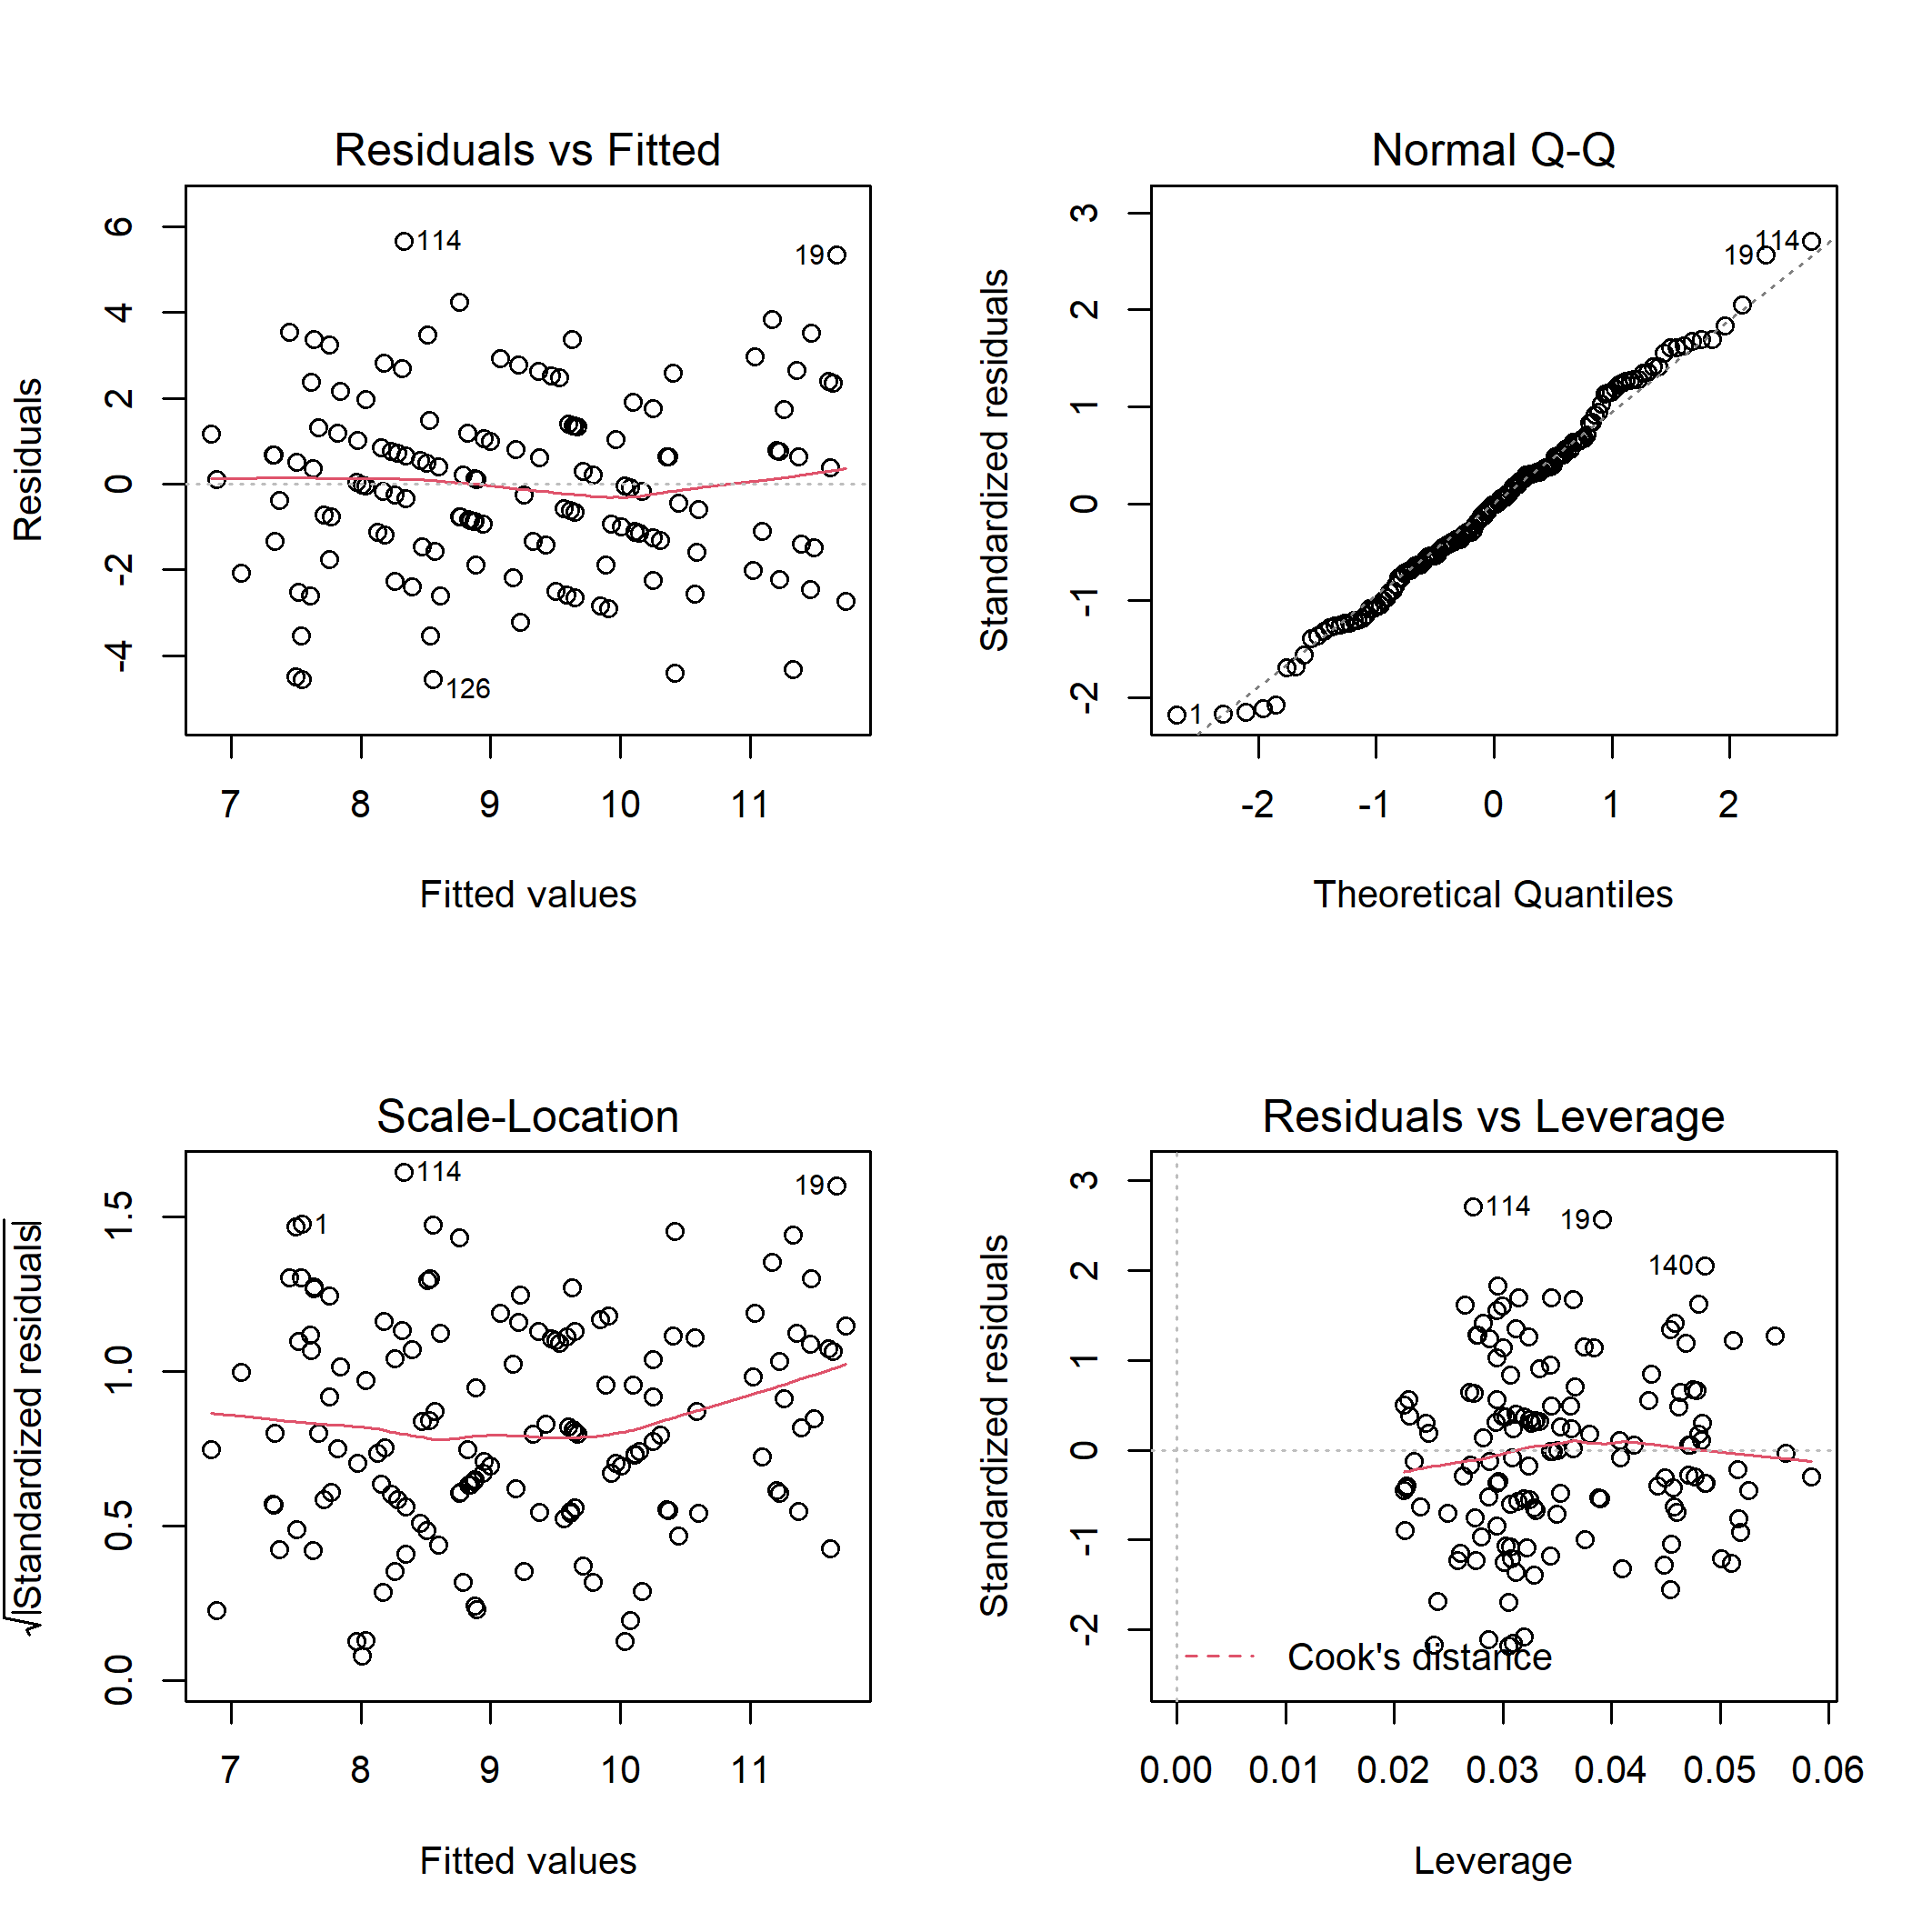 Residuals vs Fitted
Residuals
6
4
2
0
-2
-4
114
19
126
7 8 9 10 11
Fitted values
Normal Q-Q
Standardized residuals
3
2
1
0
-1
-2
114
19
1
-2 -1 0 1 2
Theoretical Quantiles
Scale-Location
√|Standardized residuals|
1.5
1.0
0.5
0.0
114
19
1
7 8 9 10 11
Fitted values
Residuals vs Leverage
Standardized residuals
3
2
1
0
-1
-2
114
19
140
Cook's distance
0.00 0.01 0.02 0.03 0.04 0.05 0.06
Leverage